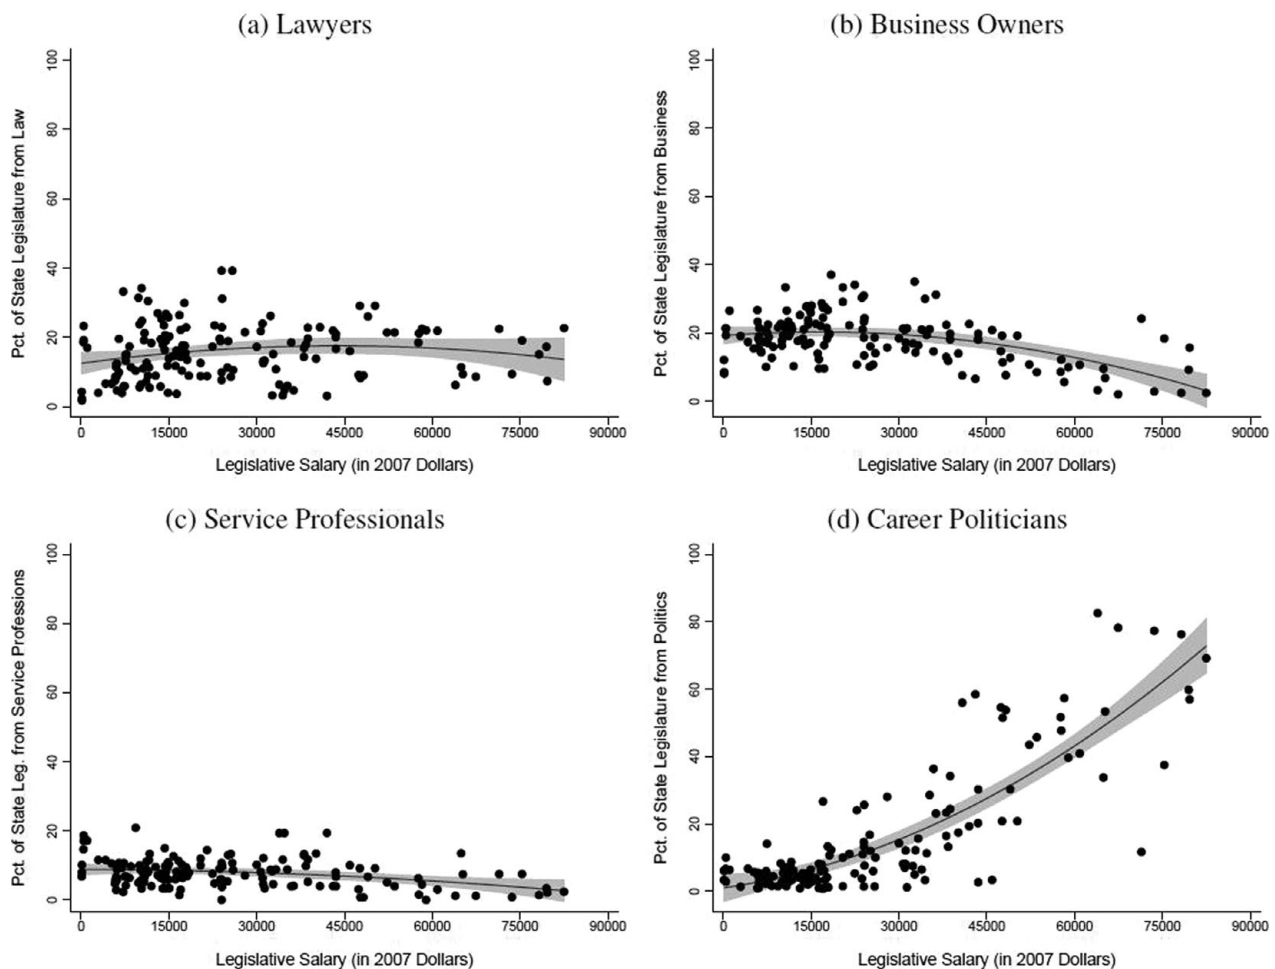 (a) Lawyers
Pct. of State Legislature from Law
100
80
60
40
20
0
0 15000 30000 45000 60000 75000 90000
Legislative Salary (in 2007 Dollars)
(b) Business Owners
Pct. of State Legislature from Business
100
80
60
40
20
0
0 15000 30000 45000 60000 75000 90000
Legislative Salary (in 2007 Dollars)
(c) Service Professionals
Pct. of State Leg. from Service Professions
100
80
60
40
20
0
0 15000 30000 45000 60000 75000 90000
Legislative Salary (in 2007 Dollars)
(d) Career Politicians
Pct. of State Legislature from Politics
100
80
60
40
20
0
0 15000 30000 45000 60000 75000 90000
Legislative Salary (in 2007 Dollars)